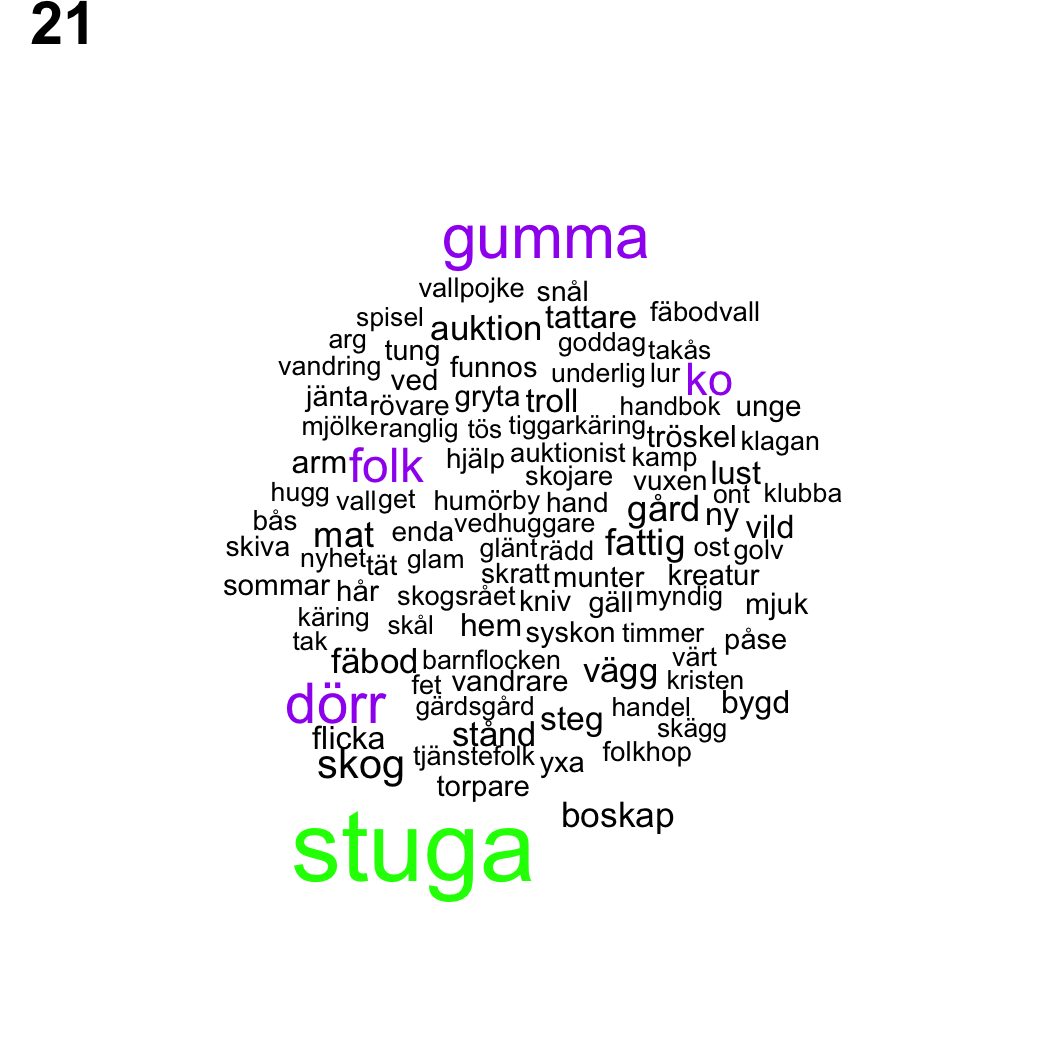 21
gumma
vallpojke snål
spisel auktion tattare fäbodvall
arg tung goddag takås
vandring ved funnos underlig lur ko
jänta rövare gryta troll handbok unge
mjölke ranglig tös tiggarkäring tröskel klagan
arm folk hjälp auktionist kamp
skojare vuxen lust
hugg vall get humörby hand gård ny ont klubba
bås mat enda vedhuggare vild
skiva nyhet tät glam glänt rädd fattig ost golv
sommar hår skogsrået skratt munter kreatur
kniv gäll myndig mjuk
käring skål hem syskon timmer påse
tak fäbod barnflocken vägg värt
dörr fet vandrare kristen
gärdsgård steg handel bygd
flicka stånd skägg
skog tjänstefolk yxa folkhop
torpare
stuga boskap